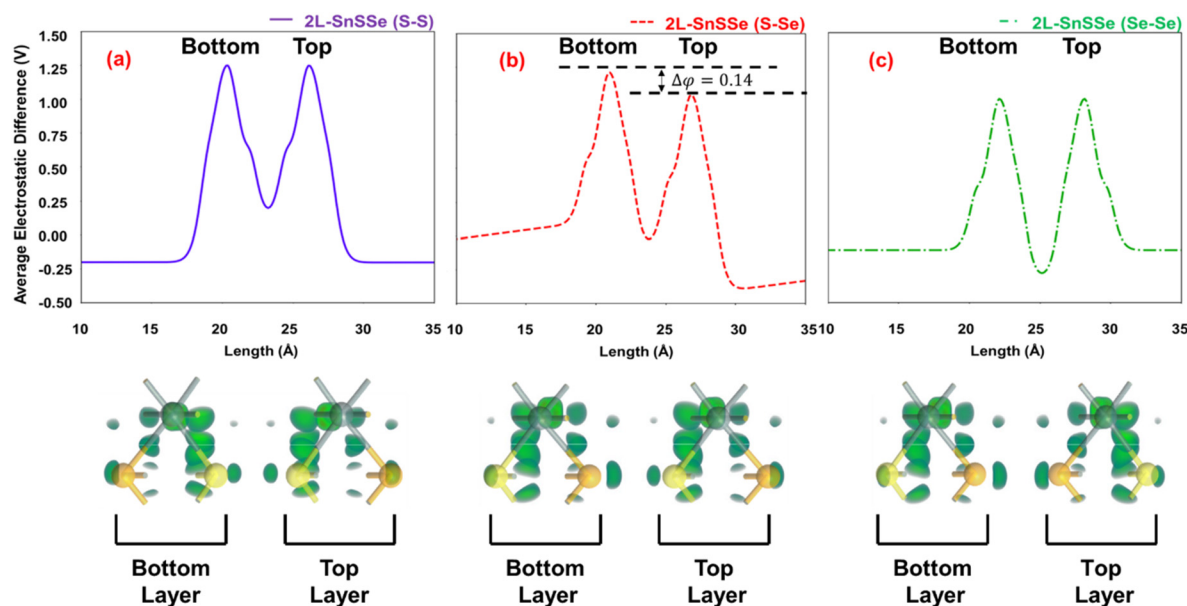 2L-SnSSe (S-S)
2L-SnSSe (S-Se)
2L-SnSSe (Se-Se)
Average Electrostatic Difference (V)
1.50
1.25
1.00
0.75
0.50
0.25
0.00
-0.25
-0.50
(a)
Bottom Top
(b)
Bottom Top
Δφ = 0.14
(c)
Bottom Top
10 15 20 25 30 35
Length (Å)
10 15 20 25 30 35
Length (Å)
10 15 20 25 30 35
Length (Å)
Bottom
Layer
Top
Layer
Bottom
Layer
Top
Layer
Bottom
Layer
Top
Layer